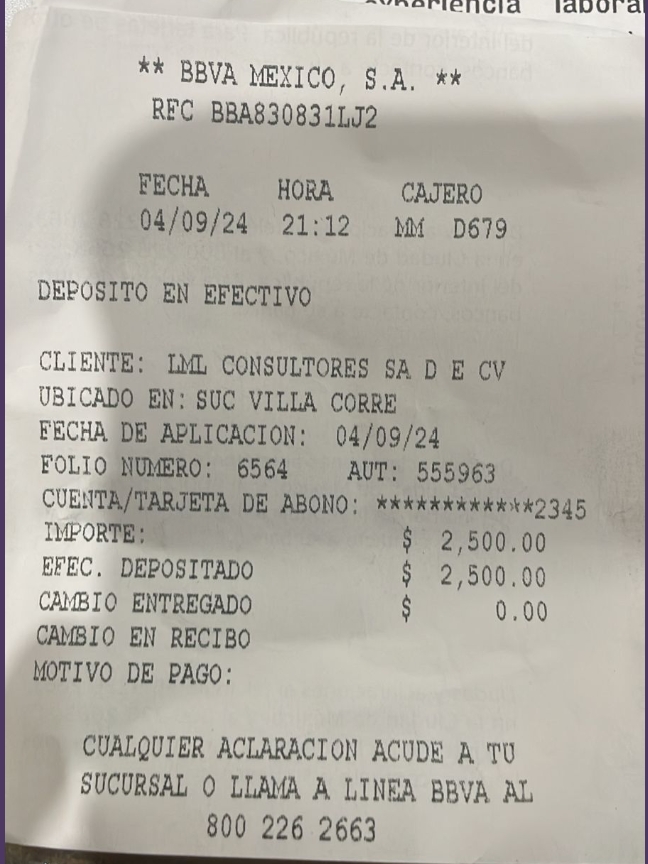 experiencia labora
** BBVA MEXICO, S.A. **
RFC BBA830831LJ2
FECHA HORA CAJERO
04/09/24 21:12 MM D679
DEPOSITO EN EFECTIVO
CLIENTE: LML CONSULTORES SA D E CV
UBICADO EN: SUC VILLA CORRE
FECHA DE APLICACION: 04/09/24
FOLIO NUMERO: 6564 AUT: 555963
CUENTA/TARJETA DE ABONO: ************2345
IMPORTE: $ 2,500.00
EFEC. DEPOSITADO $ 2,500.00
CAMBIO ENTREGADO $ 0.00
CAMBIO EN RECIBO
MOTIVO DE PAGO:
CUALQUIER ACLARACION ACUDE A TU
SUCURSAL O LLAMA A LINEA BBVA AL
800 226 2663